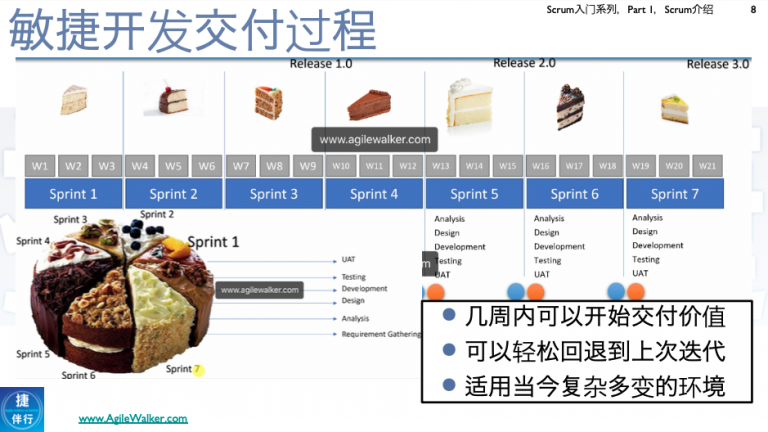 Scrum入门系列, Part 1, Scrum介绍 8
敏捷开发交付过程
Release 1.0 Release 2.0 Release 3.0
www.agilewalker.com
W1 W2 W3 W4 W5 W6 W7 W8 W9 W10 W11 W12 W13 W14 W15 W16 W17 W18 W19 W20 W21
Sprint 1 Sprint 2 Sprint 3 Sprint 4 Sprint 5 Sprint 6 Sprint 7
Sprint 3
Sprint 2
Sprint 4
Sprint 1
Sprint 5
Sprint 6
Sprint 7
www.agilewalker.com
UAT
Testing
Development
Design
Analysis
Requirement Gathering
Analysis
Design
Development
Testing
UAT
Analysis
Design
Development
Testing
UAT
Analysis
Design
Development
Testing
UAT
m
几周内可以开始交付价值
可以轻松回退到上次迭代
适用当今复杂多变的环境
捷
伴行
www.AgileWalker.com